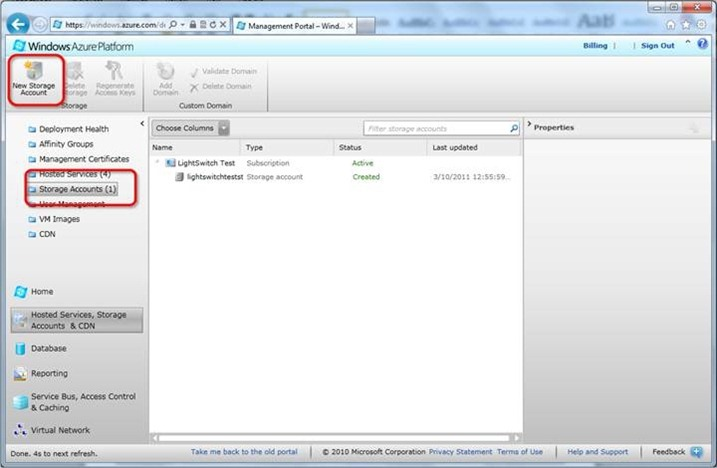 https://windows.azure.com/de
Management Portal – Wind...
Windows Azure Platform
Billing | | Sign Out
New Storage Account
Delete Storage
Regenerate Access Keys
Storage
Add Domain
Validate Domain
Delete Domain
Custom Domain
Deployment Health
Affinity Groups
Management Certificates
Hosted Services (4)
Storage Accounts (1)
User Management
VM Images
CDN
Home
Hosted Services, Storage
Accounts & CDN
Database
Reporting
Service Bus, Access Control
& Caching
Virtual Network
Choose Columns
Filter storage accounts
Name Type Status Last updated
LightSwitch Test Subscription Active
lightswitchtestst Storage account Created 3/10/2011 12:55:59...
Properties
Done. 4s to next refresh.
Take me back to the old portal | © 2010 Microsoft Corporation Privacy Statement Terms of Use | Help and Support | Feedback